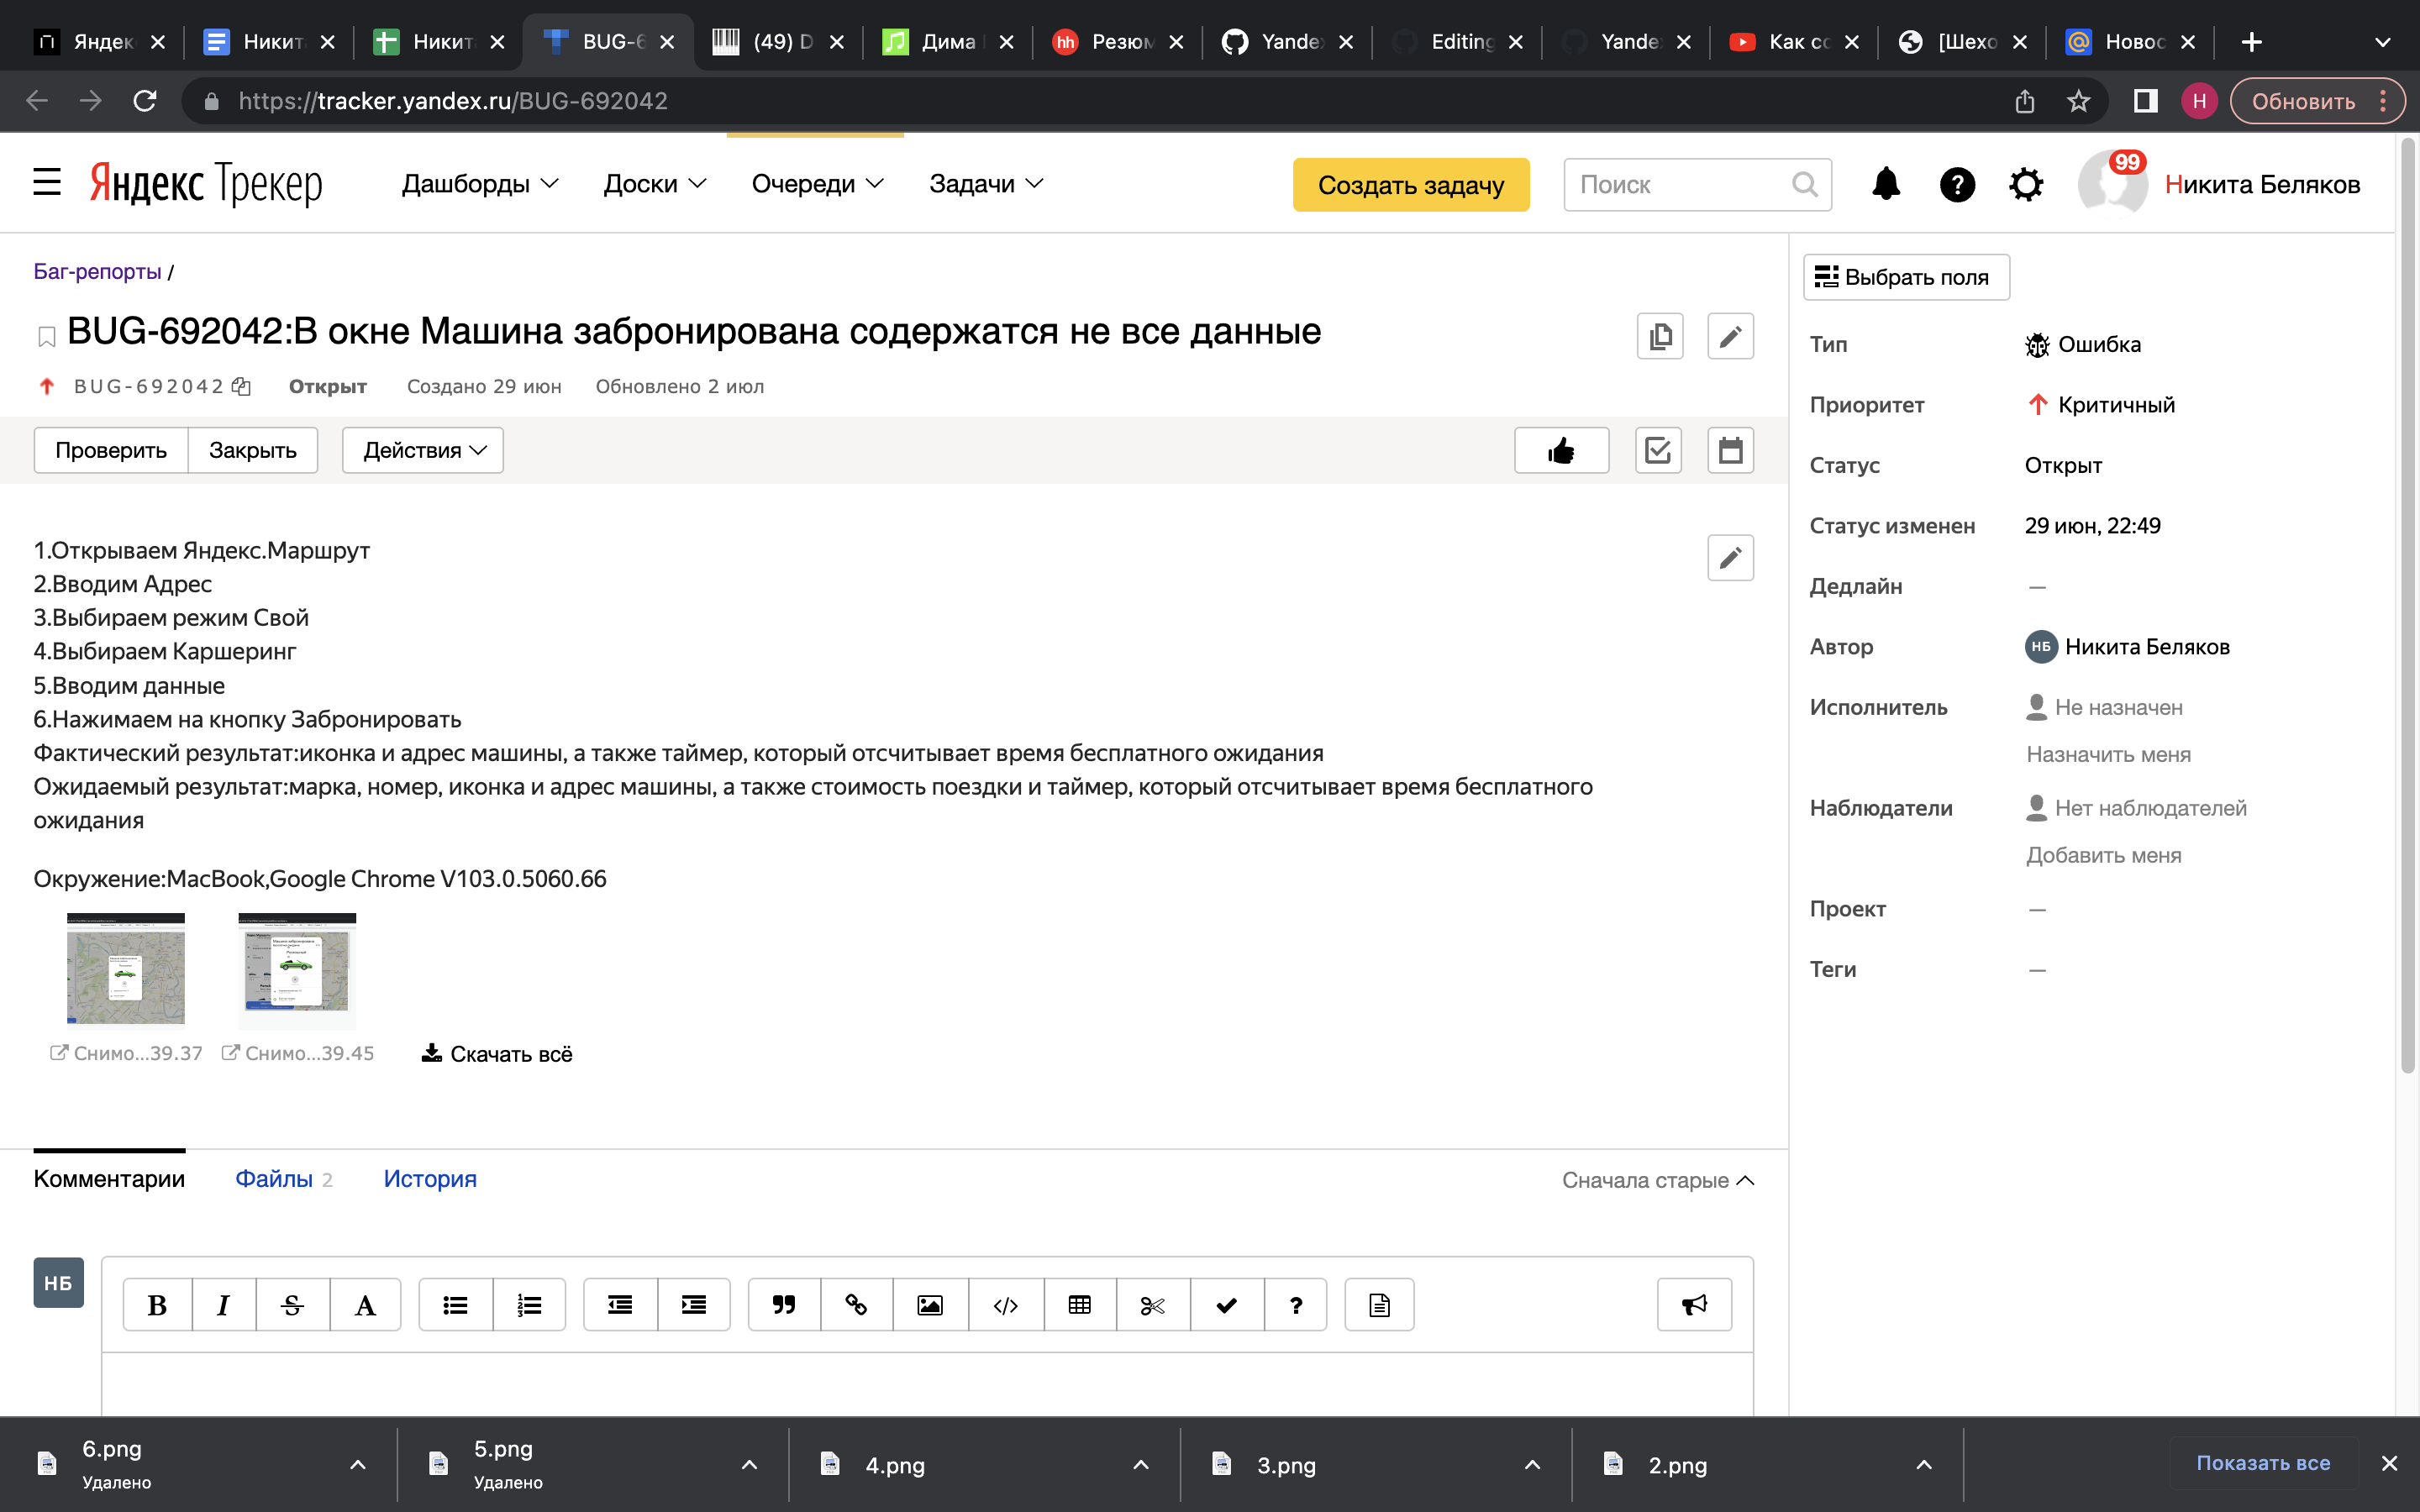 Яндек
Никит
Никит
BUG-6
(49) D
Дима
hh
Резюм
Yande
Editing
Yande
Как со
[Шехо
Новос
https://tracker.yandex.ru/BUG-692042
Н
Обновить
Яндекс Трекер
Дашборды
Доски
Очереди
Задачи
Создать задачу
Поиск
99
Никита Беляков
Баг-репорты /
BUG-692042:В окне Машина забронирована содержатся не все данные
BUG-692042
Открыт
Создано 29 июн
Обновлено 2 июл
Проверить
Закрыть
Действия
1.Открываем Яндекс.Маршрут
2.Вводим Адрес
3.Выбираем режим Свой
4.Выбираем Каршеринг
5.Вводим данные
6.Нажимаем на кнопку Забронировать
Фактический результат:иконка и адрес машины, а также таймер, который отсчитывает время бесплатного ожидания
Ожидаемый результат:марка, номер, иконка и адрес машины, а также стоимость поездки и таймер, который отсчитывает время бесплатного
ожидания
Окружение:MacBook,Google Chrome V103.0.5060.66
Снимо...39.37
Снимо...39.45
Скачать всё
Комментарии
Файлы 2
История
Сначала старые
НБ
Выбрать поля
Тип
Ошибка
Приоритет
Критичный
Статус
Открыт
Статус изменен
29 июн, 22:49
Дедлайн
—
Автор
НБ
Никита Беляков
Исполнитель
Не назначен
Назначить меня
Наблюдатели
Нет наблюдателей
Добавить меня
Проект
—
Теги
—
6.png
Удалено
5.png
Удалено
4.png
3.png
2.png
Показать все